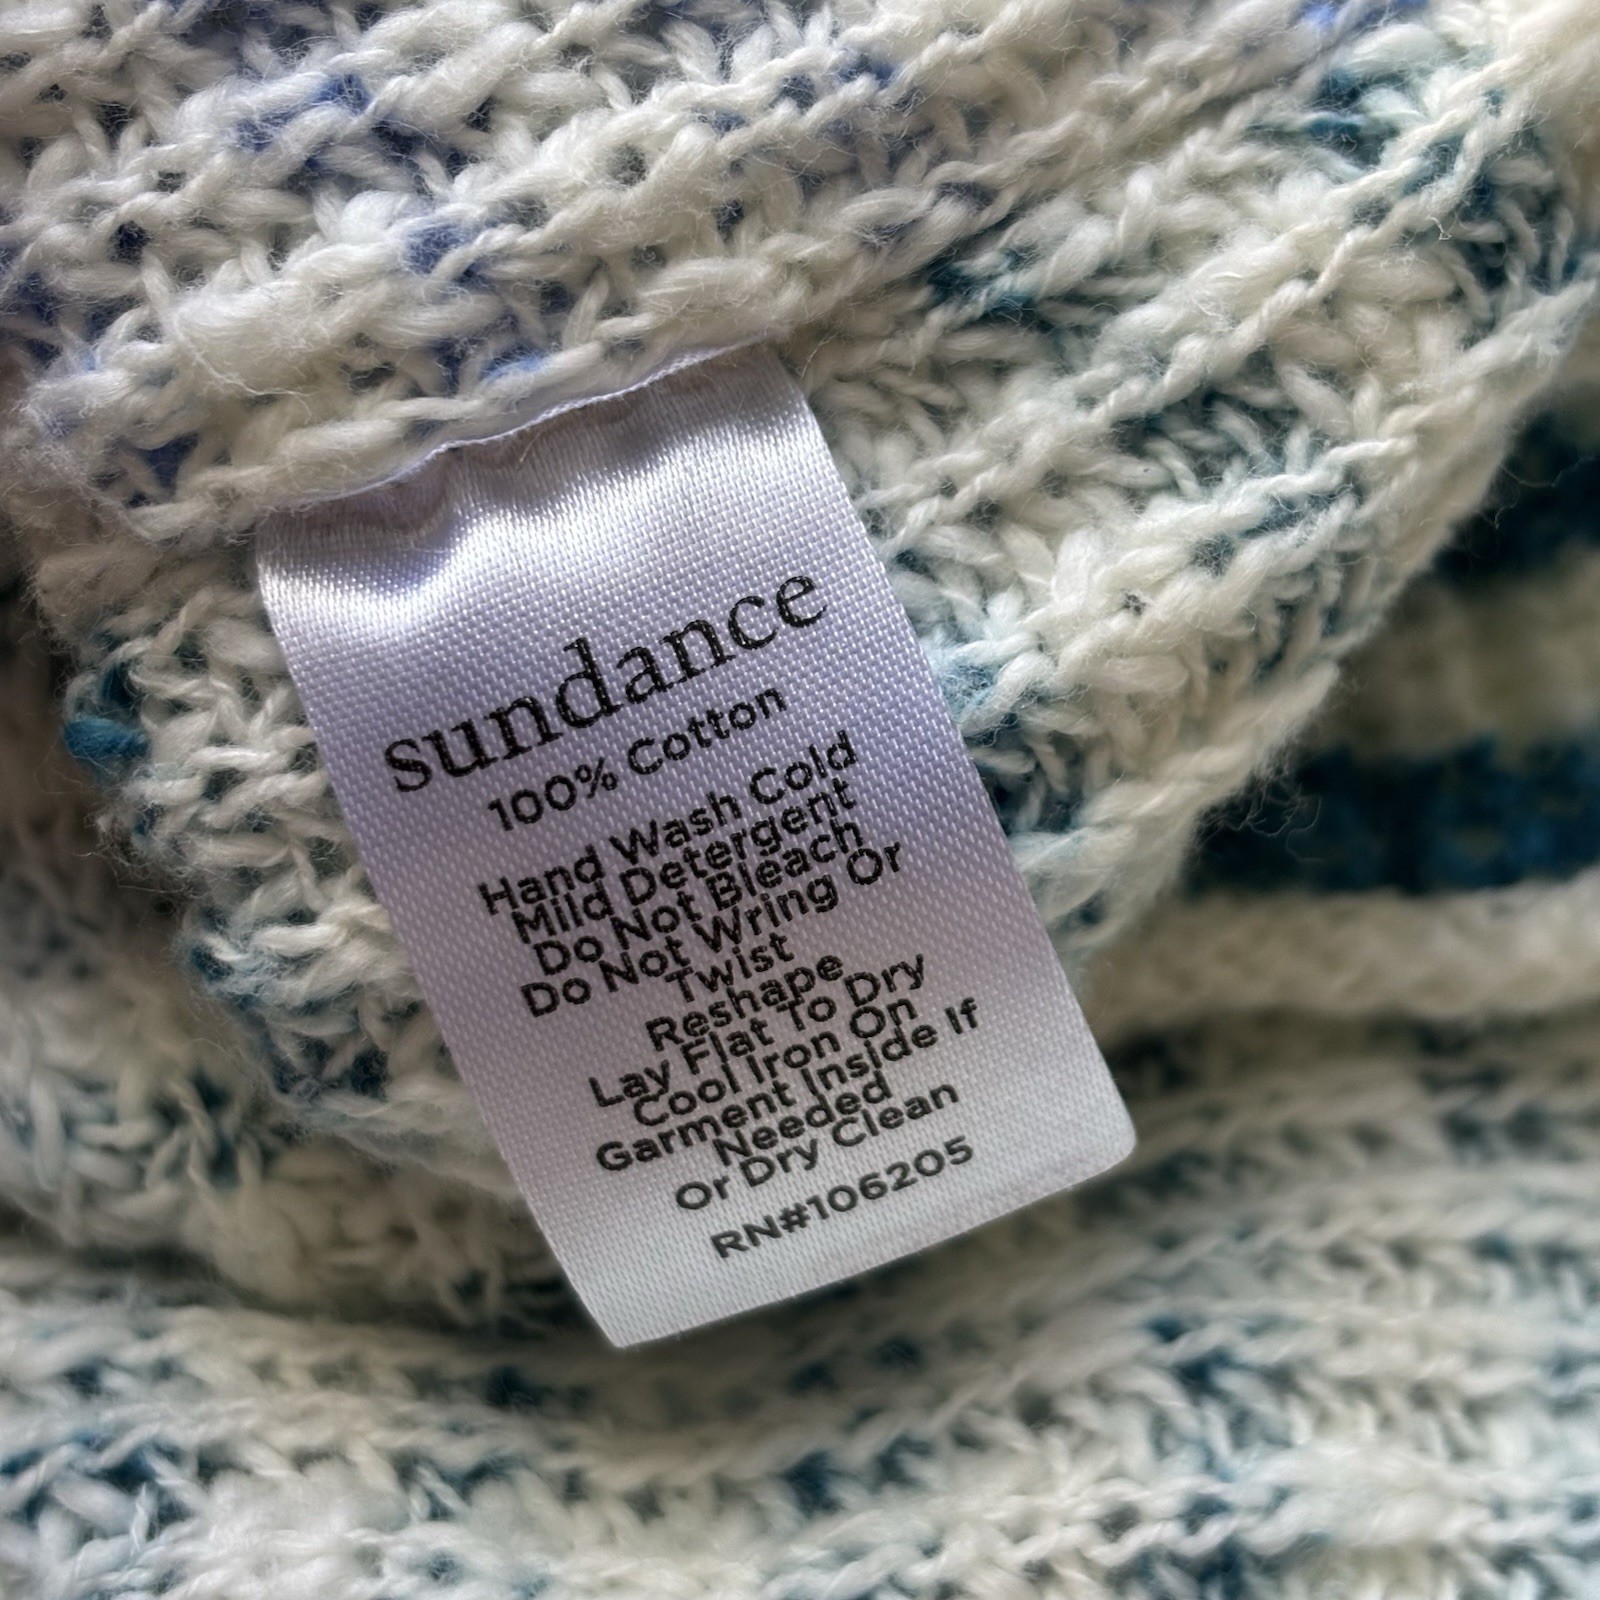 sundance
100% Cotton
Hand Wash Cold
Mild Detergent
Do Not Bleach
Do Not Wring Or
Twist
Reshape
Lay Flat To Dry
Cool Iron On
Garment Inside If
Needed
Or Dry Clean
RN#106205